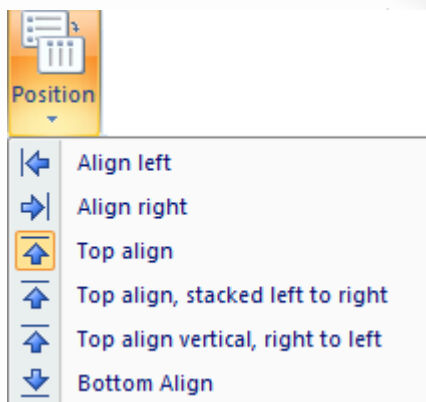 Position
Align left
Align right
Top align
Top align, stacked left to right
Top align vertical, right to left
Bottom Align